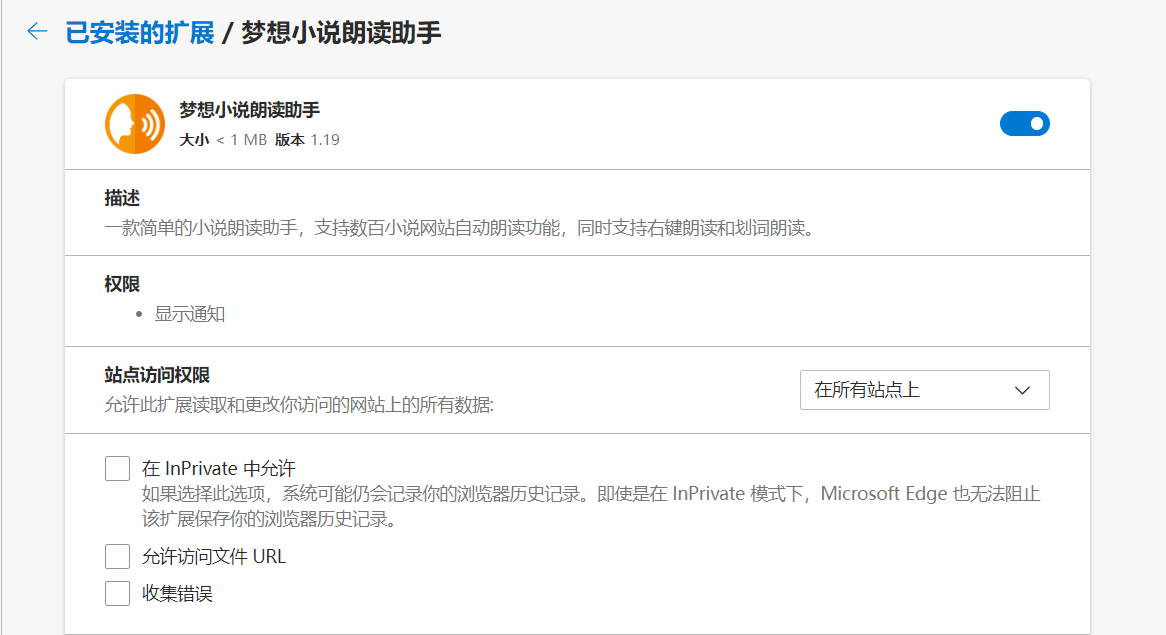 已安装的扩展 / 梦想小说朗读助手
梦想小说朗读助手
大小 < 1 MB 版本 1.19
描述
一款简单的小说朗读助手，支持数百小说网站自动朗读功能，同时支持右键朗读和划词朗读。
权限
• 显示通知
站点访问权限
允许此扩展读取和更改你访问的网站上的所有数据:
在所有站点上
在 InPrivate 中允许
如果选择此选项，系统可能仍会记录你的浏览器历史记录。即使是在 InPrivate 模式下，Microsoft Edge 也无法阻止
该扩展保存你的浏览器历史记录。
允许访问文件 URL
收集错误